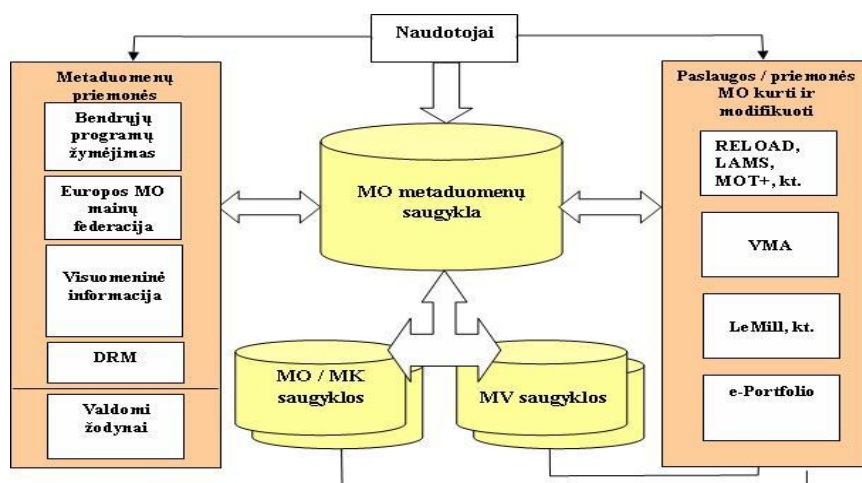 Naudotojai
Metaduomenų
priemonės
Bendrųjų
programų
žymėjimas
Europos MO
mainų
federacija
Visuomeninė
informacija
DRM
Valdomi
žodynai
MO metaduomenų
saugykla
MO / MK
saugyklos
MV saugyklos
Paslaugos / priemonės
MO kurti ir
modifikuoti
RELOAD,
LAMS,
MOT+, kt.
VMA
LeMill, kt.
e-Portfolio